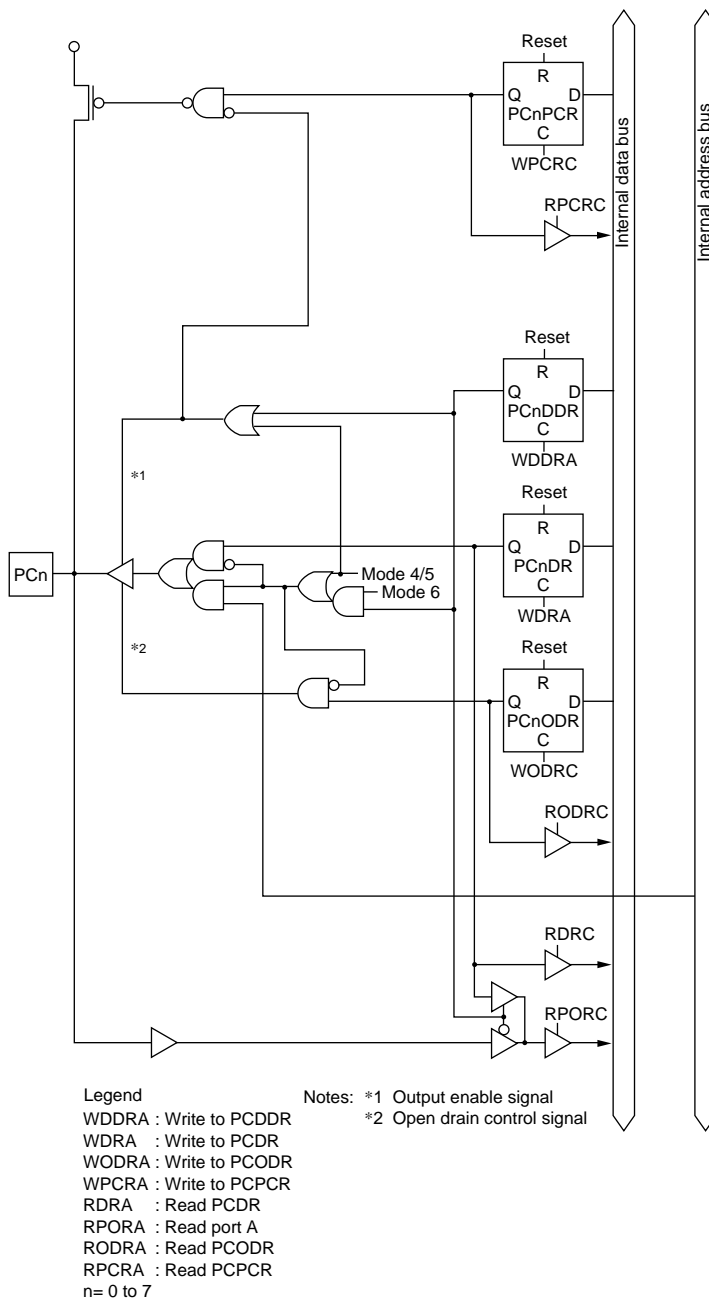 Reset
R
Q D
PCnPCR
C
WPCRC
RPCRC
Internal data bus
Internal address bus
Reset
R
Q D
PCnDDR
C
WDDRA
*1
Reset
R
Q D
PCnDR
C
WDRA
PCn
Mode 4/5
Mode 6
*2
Reset
R
Q D
PCnODR
C
WODRC
RODRC
RDRC
RPORC
Legend
WDDRA : Write to PCDDR
WDRA : Write to PCDR
WODRA : Write to PCODR
WPCRA : Write to PCPCR
RDRA : Read PCDR
RPORA : Read port A
RODRA : Read PCODR
RPCRA : Read PCPCR
n= 0 to 7
Notes: *1 Output enable signal
*2 Open drain control signal